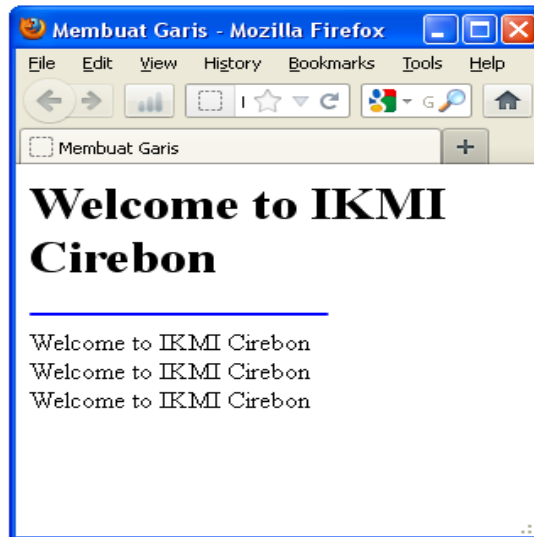 Membuat Garis - Mozilla Firefox
File Edit View History Bookmarks Tools Help
I G
Membuat Garis +
Welcome to IKMI
Cirebon
Welcome to IKMI Cirebon
Welcome to IKMI Cirebon
Welcome to IKMI Cirebon